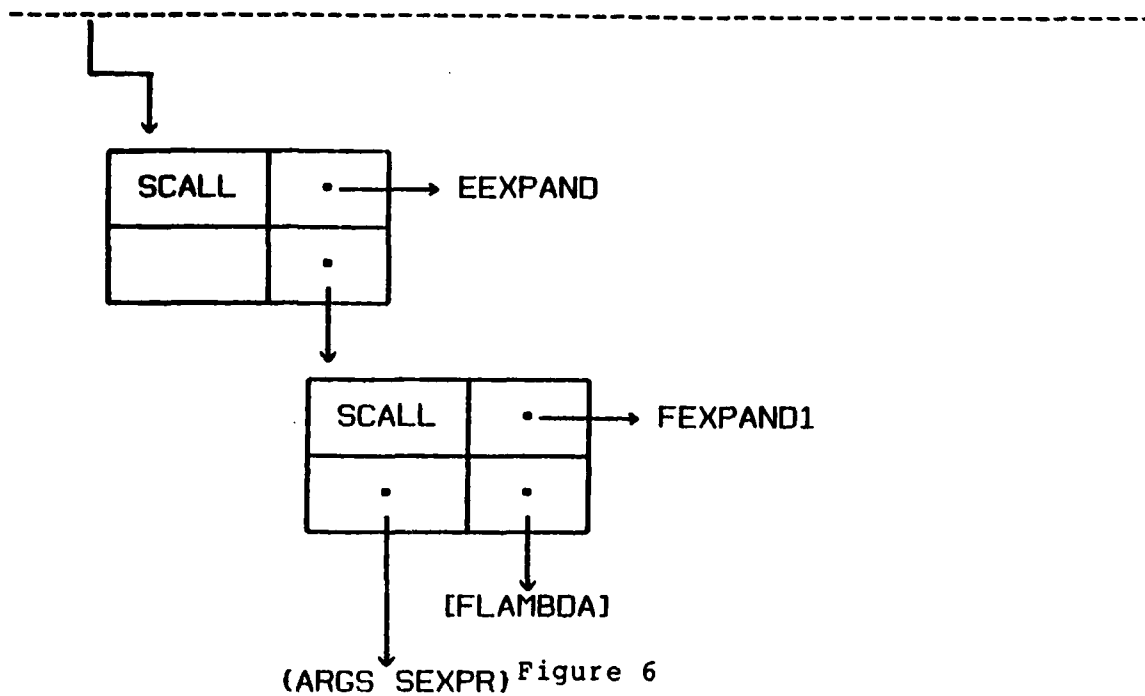 SCALL EEXPAND
SCALL FEXPAND1
[FLAMBDA]
(ARGS SEXPR) Figure 6